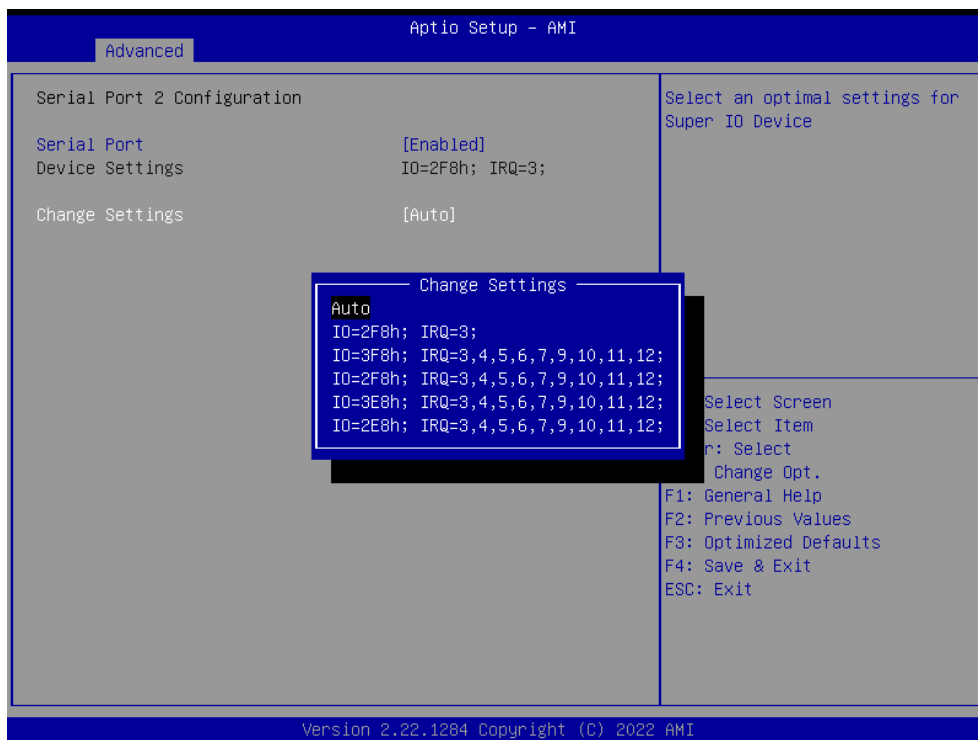 Aptio Setup – AMI
Advanced
Serial Port 2 Configuration
Serial Port [Enabled]
Device Settings IO=2F8h; IRQ=3;
Change Settings [Auto]
Select an optimal settings for
Super IO Device
Change Settings
Auto
IO=2F8h; IRQ=3;
IO=3F8h; IRQ=3,4,5,6,7,9,10,11,12;
IO=2F8h; IRQ=3,4,5,6,7,9,10,11,12;
IO=3E8h; IRQ=3,4,5,6,7,9,10,11,12;
IO=2E8h; IRQ=3,4,5,6,7,9,10,11,12;
Select Screen
Select Item
r: Select
Change Opt.
F1: General Help
F2: Previous Values
F3: Optimized Defaults
F4: Save & Exit
ESC: Exit
Version 2.22.1284 Copyright (C) 2022 AMI